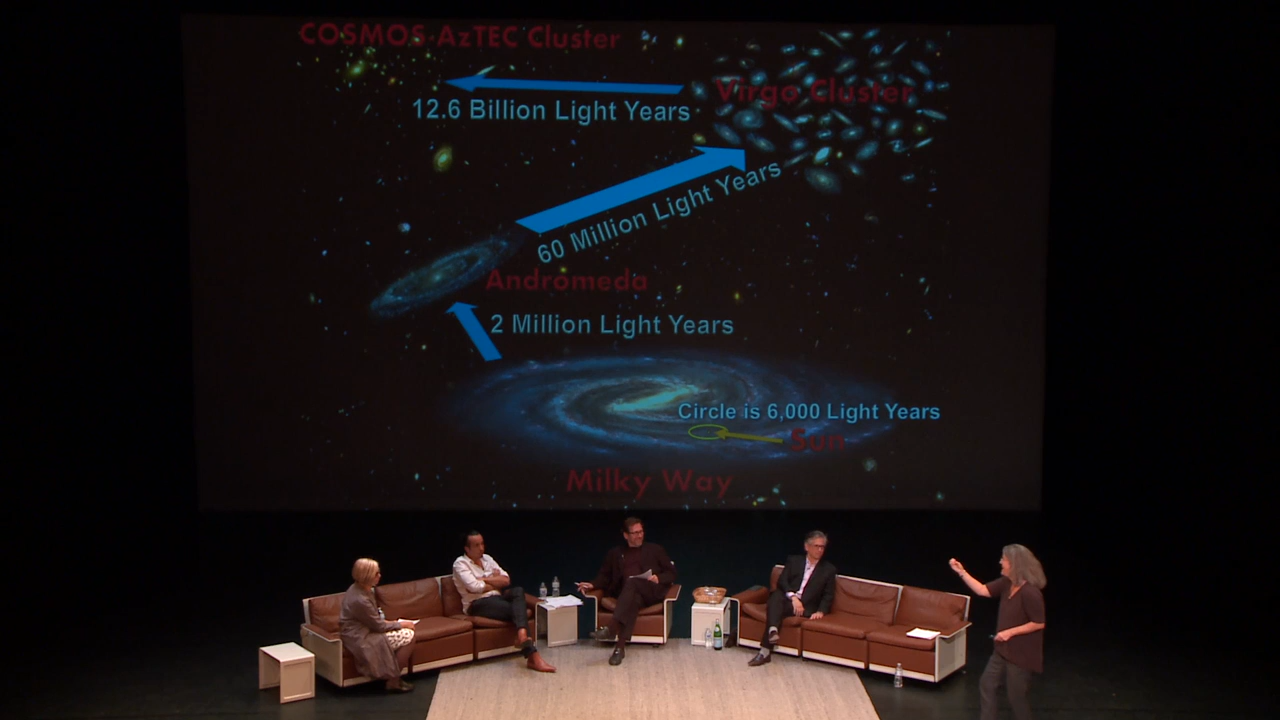 COSMOS-AzTEC Cluster
Virgo Cluster
12.6 Billion Light Years
60 Million Light Years
Andromeda
2 Million Light Years
Circle is 6,000 Light Years
Sun
Milky Way